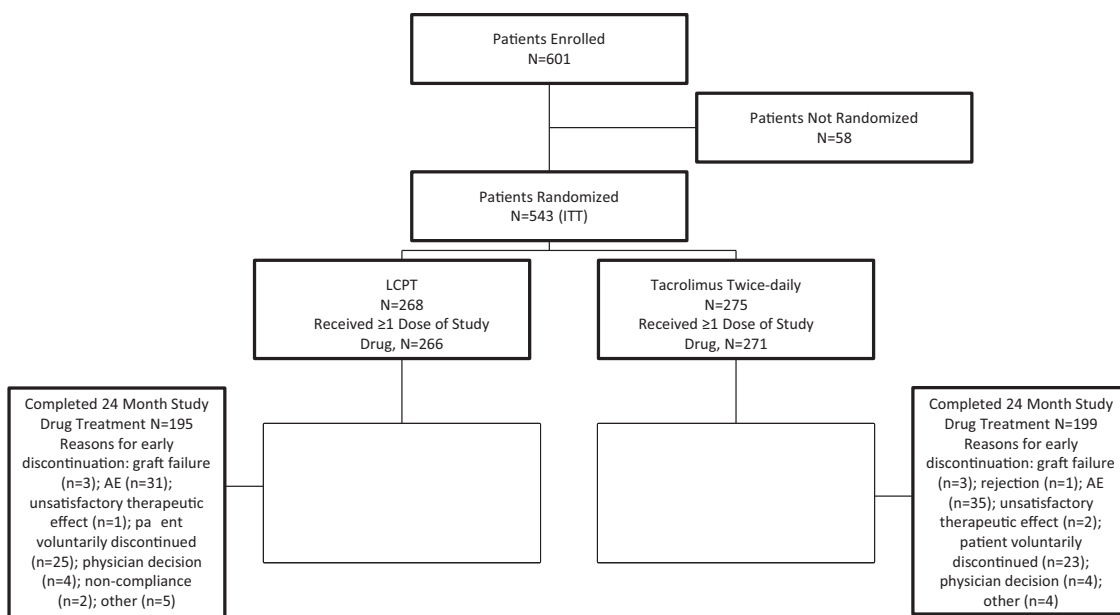 Patients Enrolled
N=601
Patients Not Randomized
N=58
Patients Randomized
N=543 (ITT)
LCPT
N=268
Received ≥1 Dose of Study
Drug, N=266
Tacrolimus Twice-daily
N=275
Received ≥1 Dose of Study
Drug, N=271
Completed 24 Month Study
Drug Treatment N=195
Reasons for early
discontinuation: graft failure
(n=3); AE (n=31);
unsatisfactory therapeutic
effect (n=1); pa ent
voluntarily discontinued
(n=25); physician decision
(n=4); non-compliance
(n=2); other (n=5)
Completed 24 Month Study
Drug Treatment N=199
Reasons for early
discontinuation: graft failure
(n=3); rejection (n=1); AE
(n=35); unsatisfactory
therapeutic effect (n=2);
patient voluntarily
discontinued (n=23);
physician decision (n=4);
other (n=4)